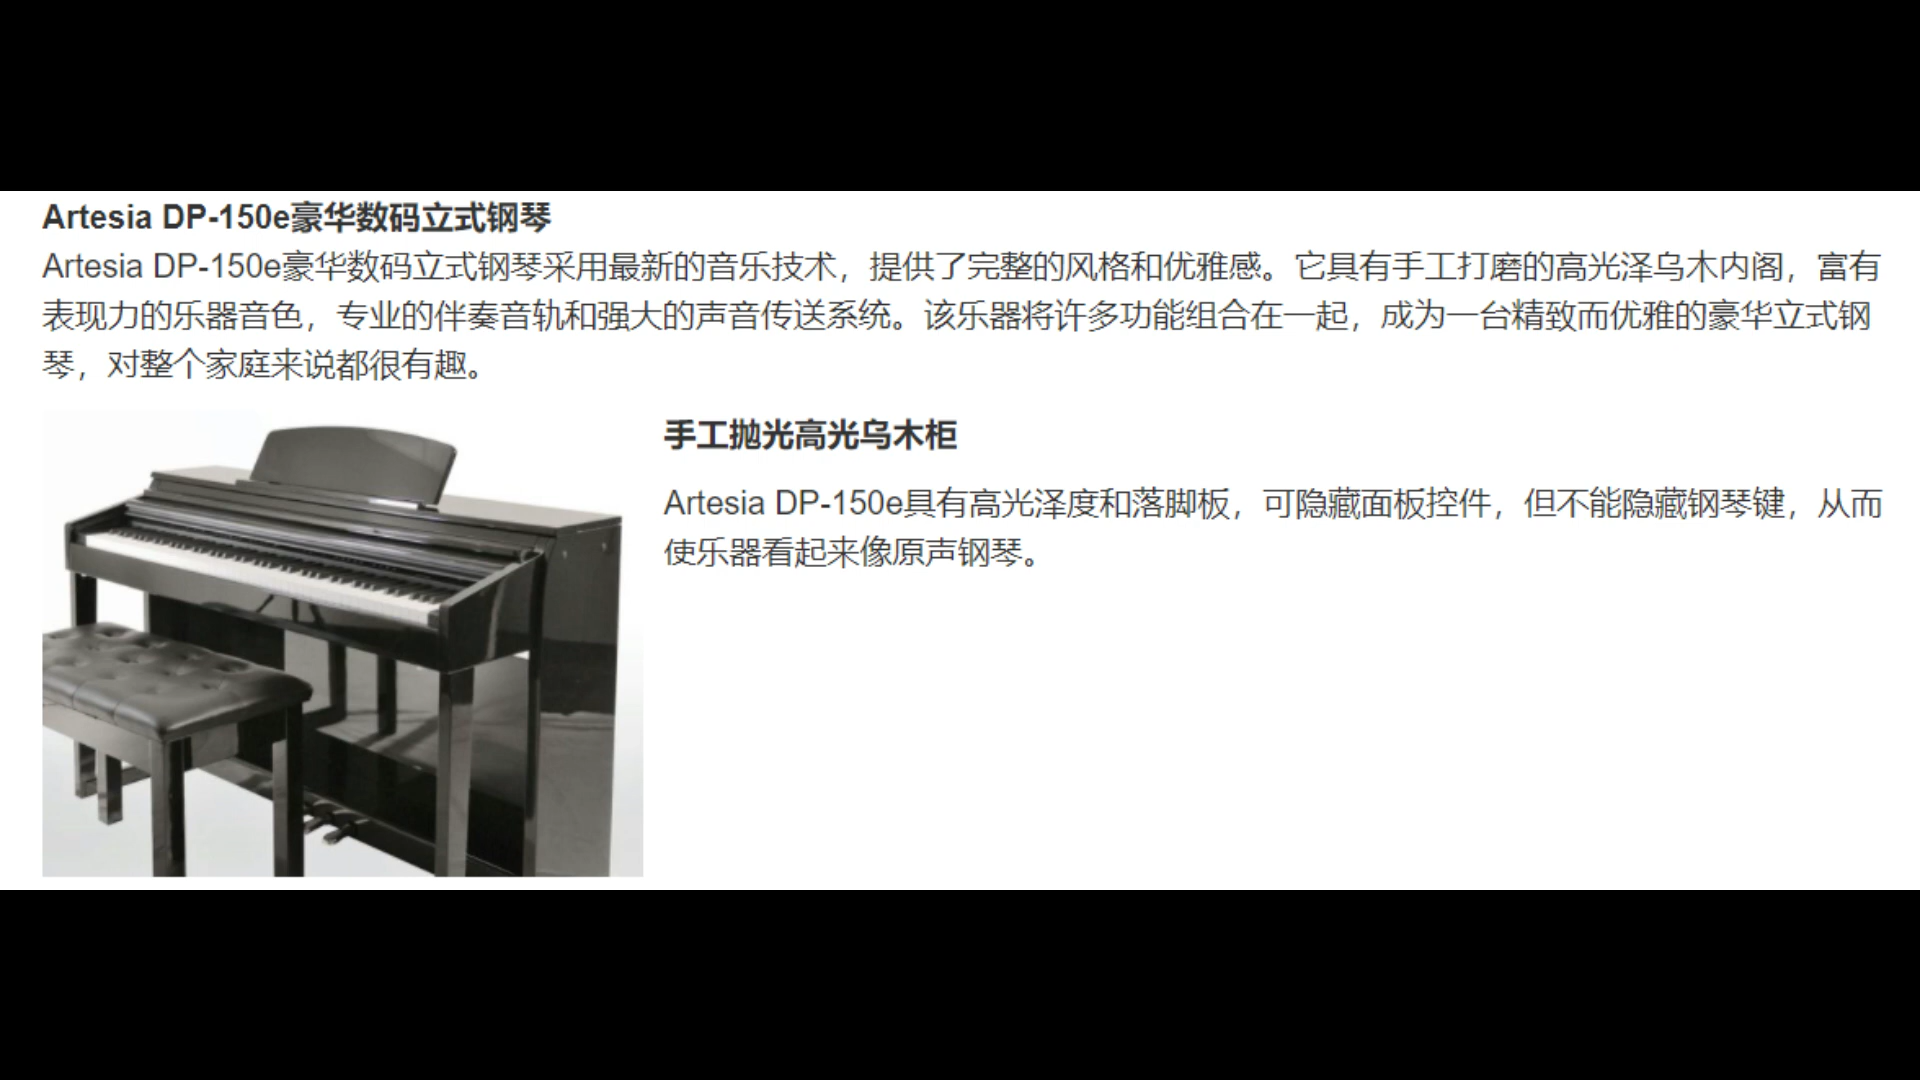 Artesia DP-150e豪华数码立式钢琴
Artesia DP-150e豪华数码立式钢琴采用最新的音乐技术，提供了完整的风格和优雅感。它具有手工打磨的高光泽乌木内阁，富有
表现力的乐器音色，专业的伴奏音轨和强大的声音传送系统。该乐器将许多功能组合在一起，成为一台精致而优雅的豪华立式钢
琴，对整个家庭来说都很有趣。
手工抛光高光乌木柜
Artesia DP-150e具有高光泽度和落脚板，可隐藏面板控件，但不能隐藏钢琴键，从而
使乐器看起来像原声钢琴。